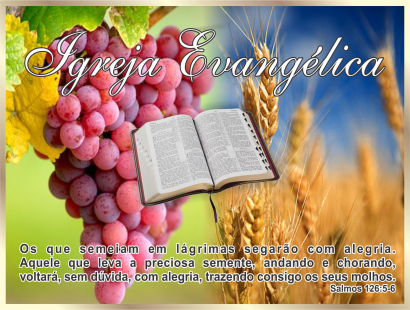 Igreja Evangélica
Os que semeiam em lágrimas segarão com alegria.
Aquele que leva a preciosa semente, andando e chorando,
voltará, sem dúvida, com alegria, trazendo consigo os seus molhos.
Salmos 126:5-6